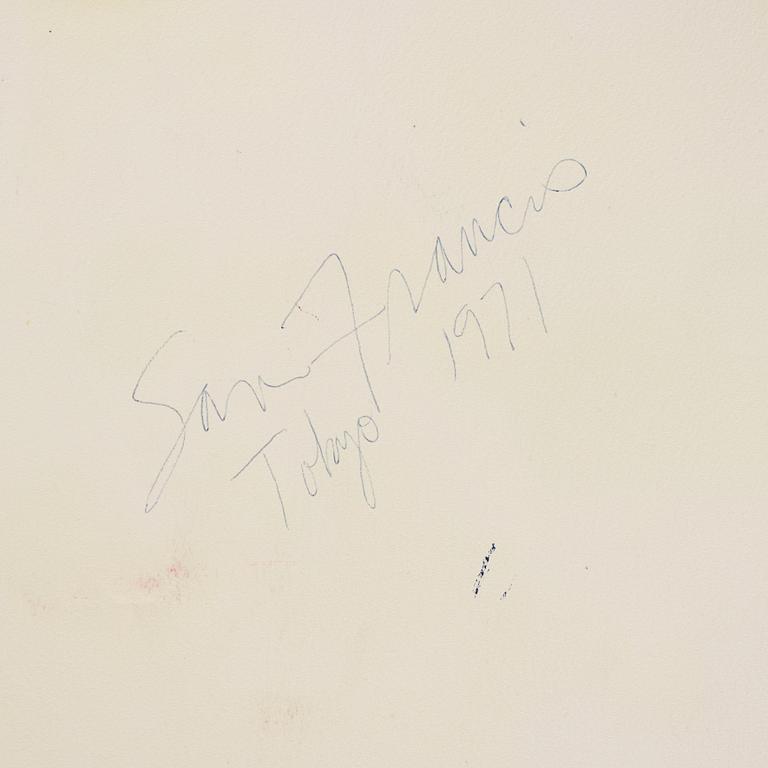 Sam Francis
Tokyo 1971